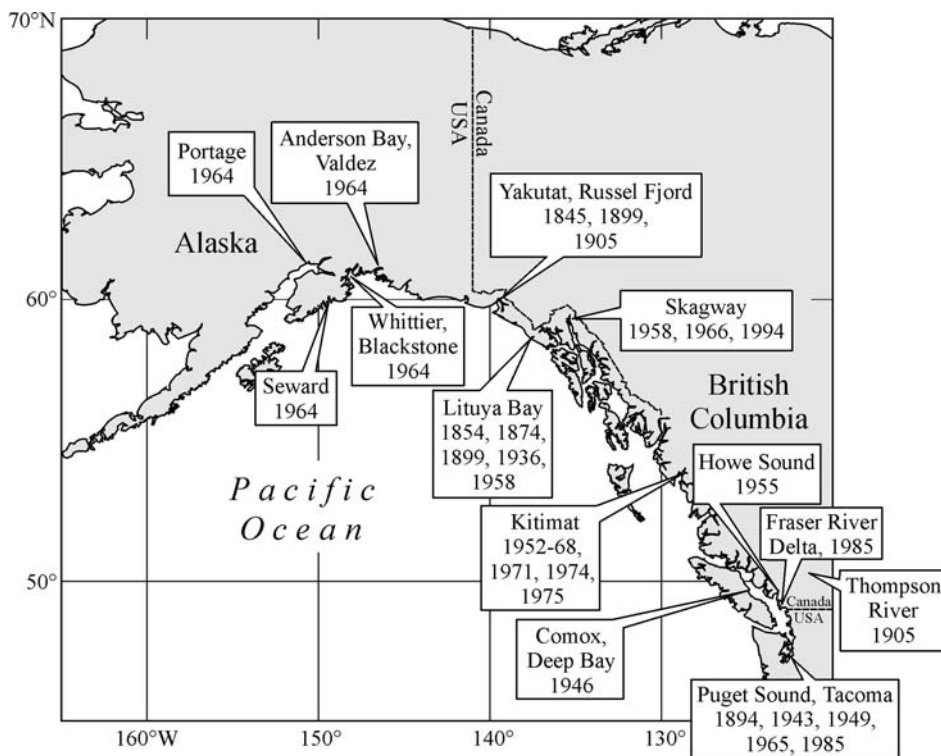 70°N
Canada
USA
Portage
1964
Anderson Bay,
Valdez
1964
Yakutat, Russel Fjord
1845, 1899,
1905
Alaska
60°
Skagway
1958, 1966, 1994
Whittier,
Blackstone
1964
Seward
1964
Lituya Bay
1854, 1874,
1899, 1936,
1958
British
Columbia
Howe Sound
1955
Pacific
Ocean
Kitimat
1952-68,
1971, 1974,
1975
Fraser River
Delta, 1985
50°
Thompson
River
1905
Canada
USA
Comox,
Deep Bay
1946
Puget Sound, Tacoma
1894, 1943, 1949,
1965, 1985
160°W
150°
140°
130°